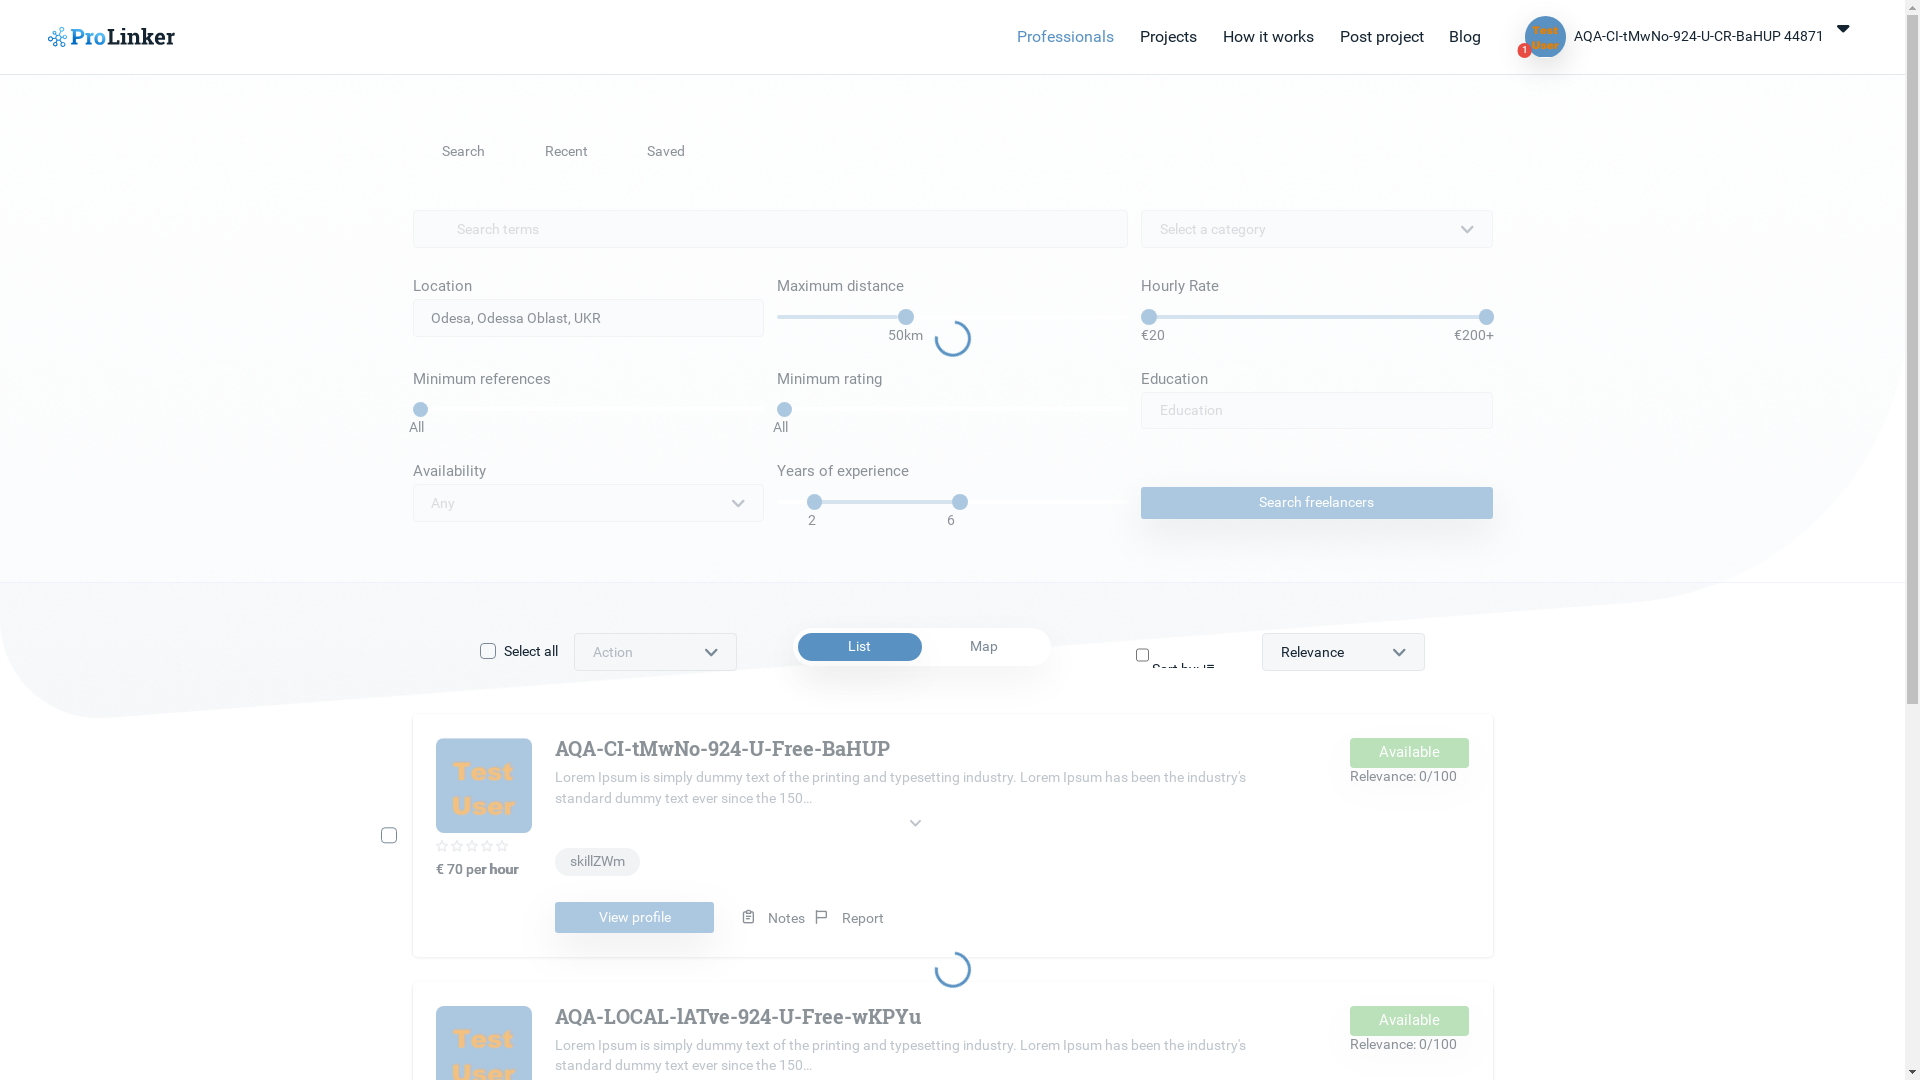 ProLinker
Professionals
Projects
How it works
Post project
Blog
Test
User
1
AQA-CI-tMwNo-924-U-CR-BaHUP 44871
Search
Recent
Saved
Search terms
Select a category
Location
Maximum distance
Hourly Rate
Odesa, Odessa Oblast, UKR
50km
€20
€200+
Minimum references
Minimum rating
Education
All
All
Education
Availability
Years of experience
Any
2
6
Search freelancers
Select all
Action
List
Map
Sort by:
Relevance
AQA-CI-tMwNo-924-U-Free-BaHUP
Available
Test
User
Lorem Ipsum is simply dummy text of the printing and typesetting industry. Lorem Ipsum has been the industry's
standard dummy text ever since the 150...
Relevance: 0/100
€ 70 per hour
skillZWm
View profile
Notes
Report
AQA-LOCAL-lATve-924-U-Free-wKPYu
Available
Test
User
Lorem Ipsum is simply dummy text of the printing and typesetting industry. Lorem Ipsum has been the industry's
standard dummy text ever since the 150...
Relevance: 0/100